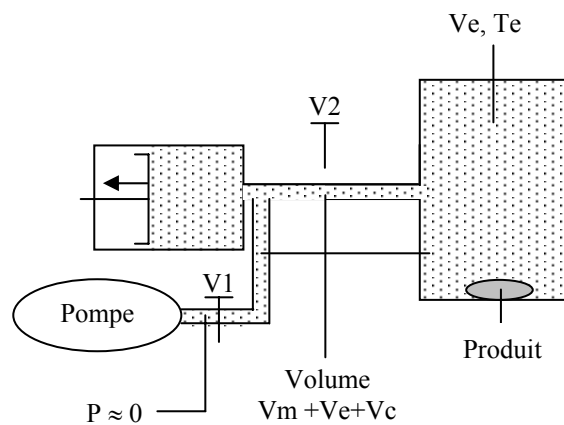 Ve, Te
V2
V1
Pompe
Produit
Volume
Vm +Ve+Vc
P ≈ 0